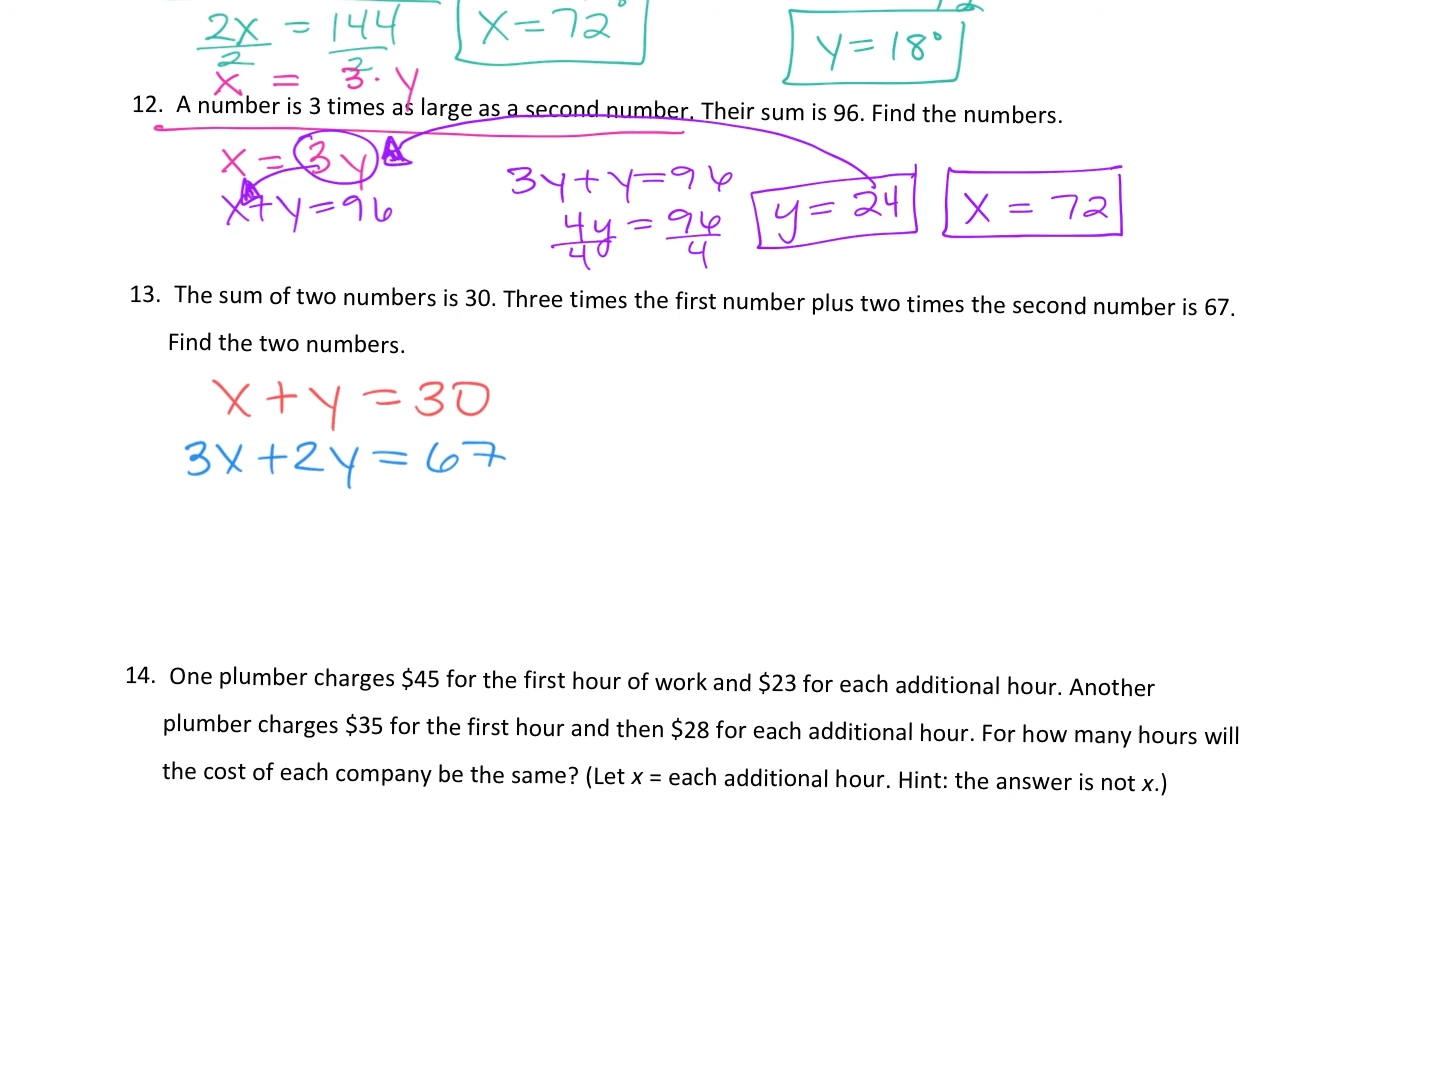 2x = 144
2 2
x = 72°
y = 18°
x = 3 · y
12. A number is 3 times as large as a second number. Their sum is 96. Find the numbers.
x = 3y
x + y = 96
3y + y = 96
4y = 96
4 4
y = 24
x = 72
13. The sum of two numbers is 30. Three times the first number plus two times the second number is 67.
Find the two numbers.
x + y = 30
3x + 2y = 67
14. One plumber charges $45 for the first hour of work and $23 for each additional hour. Another
plumber charges $35 for the first hour and then $28 for each additional hour. For how many hours will
the cost of each company be the same? (Let x = each additional hour. Hint: the answer is not x.)